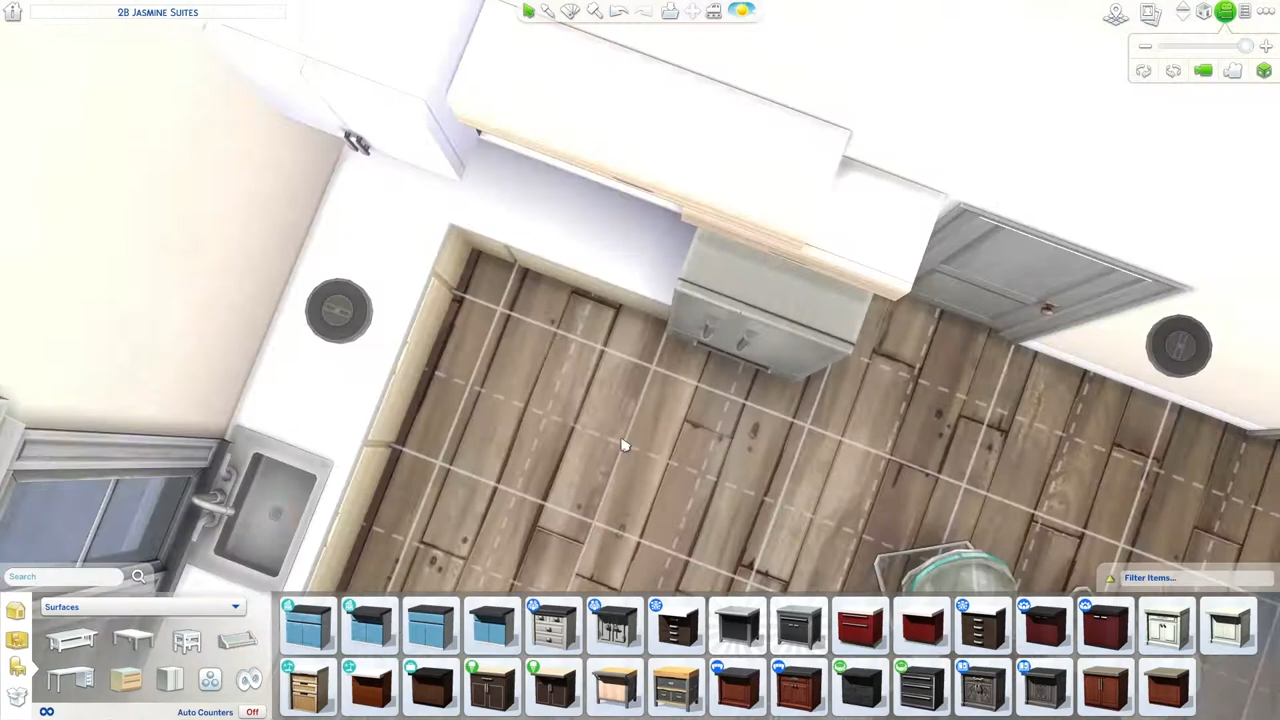 2B JASMINE SUITES
Search
Filter Items...
Surfaces
Auto Counters
Off